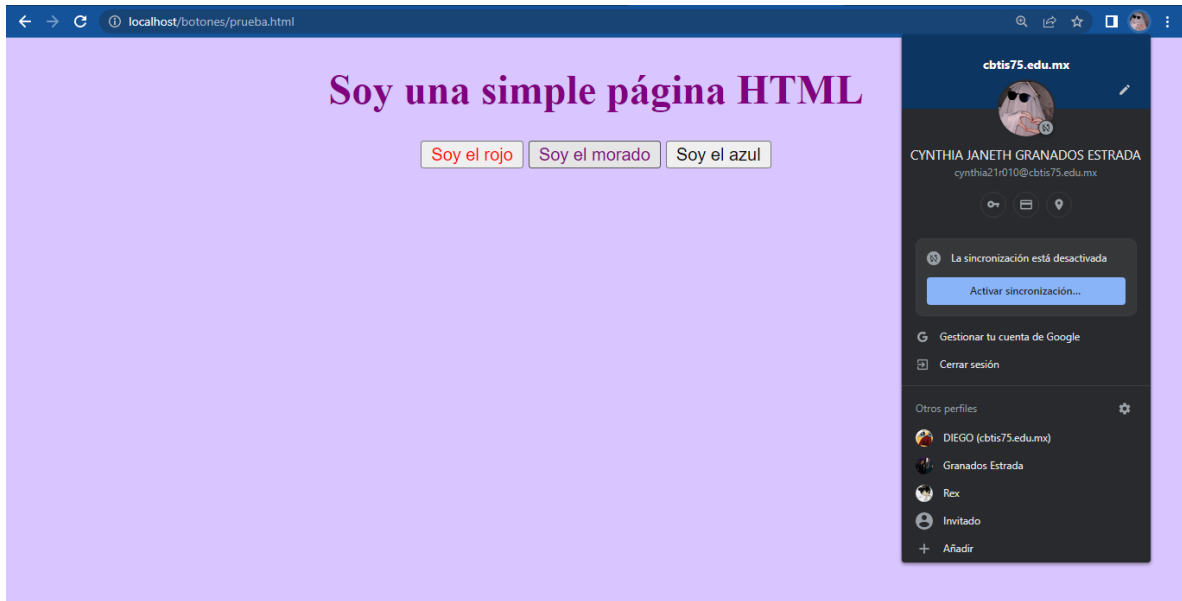 localhost/botones/prueba.html
Soy una simple página HTML
Soy el rojo
Soy el morado
Soy el azul
cbtis75.edu.mx
CYNTHIA JANETH GRANADOS ESTRADA
cynthia21r010@cbtis75.edu.mx
La sincronización está desactivada
Activar sincronización...
G Gestionar tu cuenta de Google
Cerrar sesión
Otros perfiles
DIEGO (cbtis75.edu.mx)
Granados Estrada
Rex
Invitado
Añadir